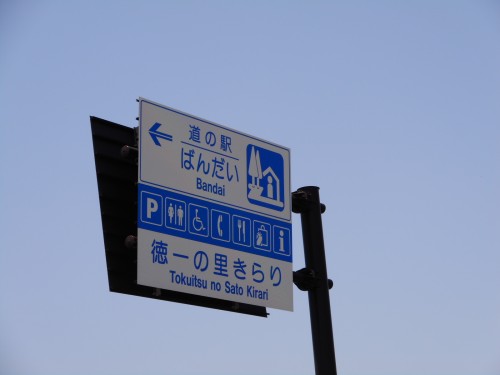 道の駅
ばんだい
Bandai
P
i
徳一の里きらり
Tokuitsu no Sato Kirari